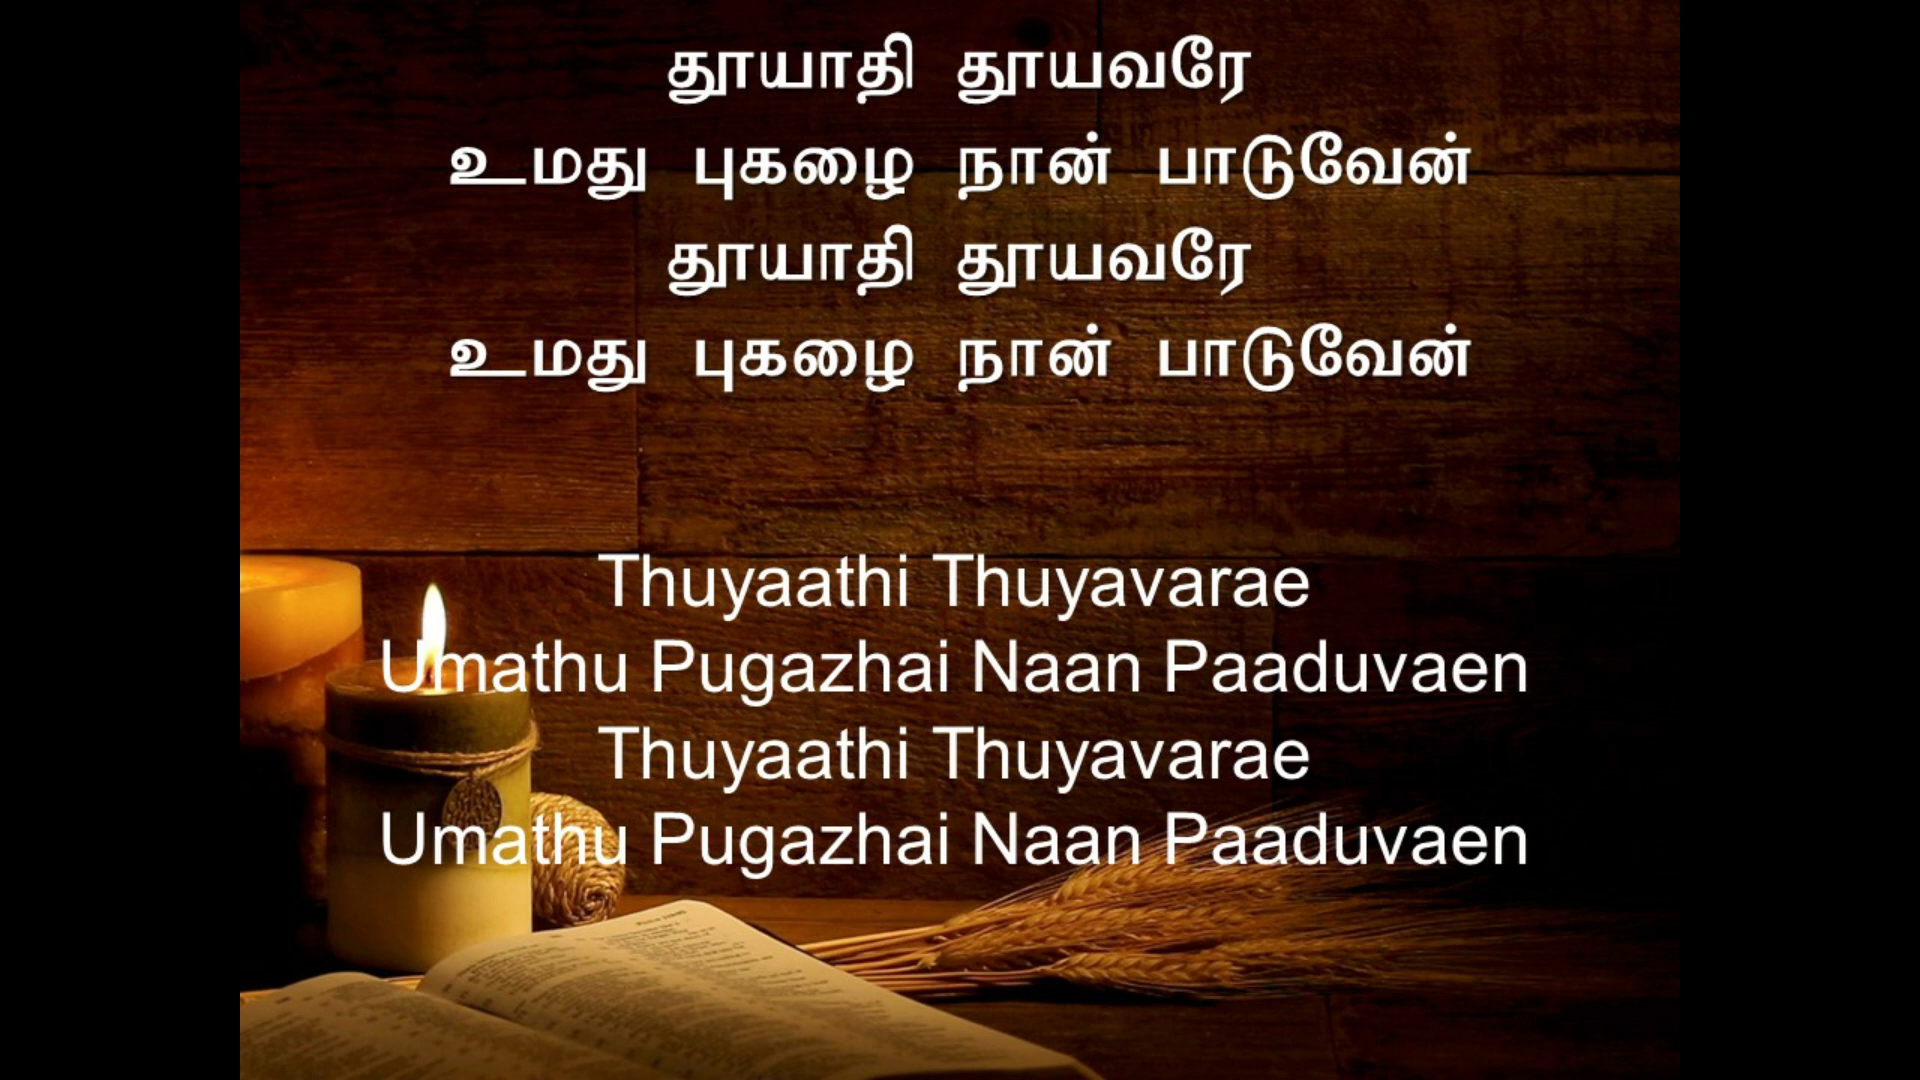 தூயாதி தூயவரே
உமது புகழை நான் பாடுவேன்
தூயாதி தூயவரே
உமது புகழை நான் பாடுவேன்
Thuyaathi Thuyavarae
Umathu Pugazhai Naan Paaduvaen
Thuyaathi Thuyavarae
Umathu Pugazhai Naan Paaduvaen